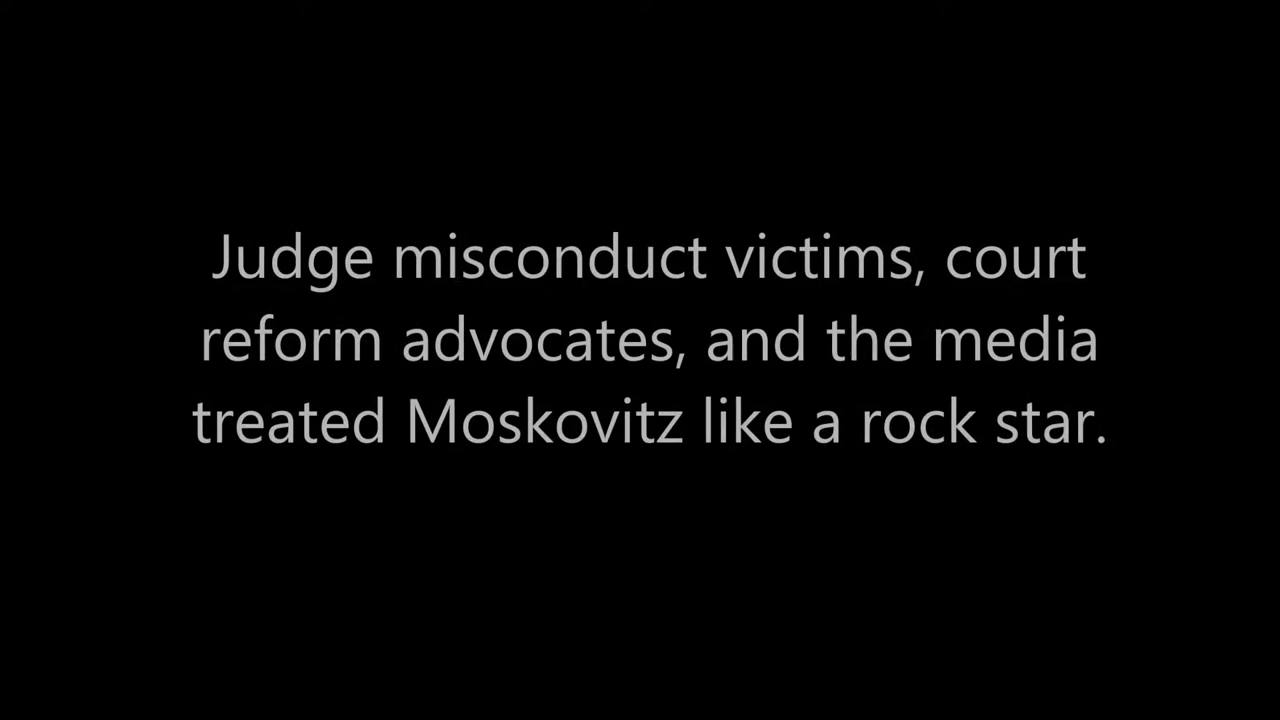 Judge misconduct victims, court
reform advocates, and the media
treated Moskovitz like a rock star.